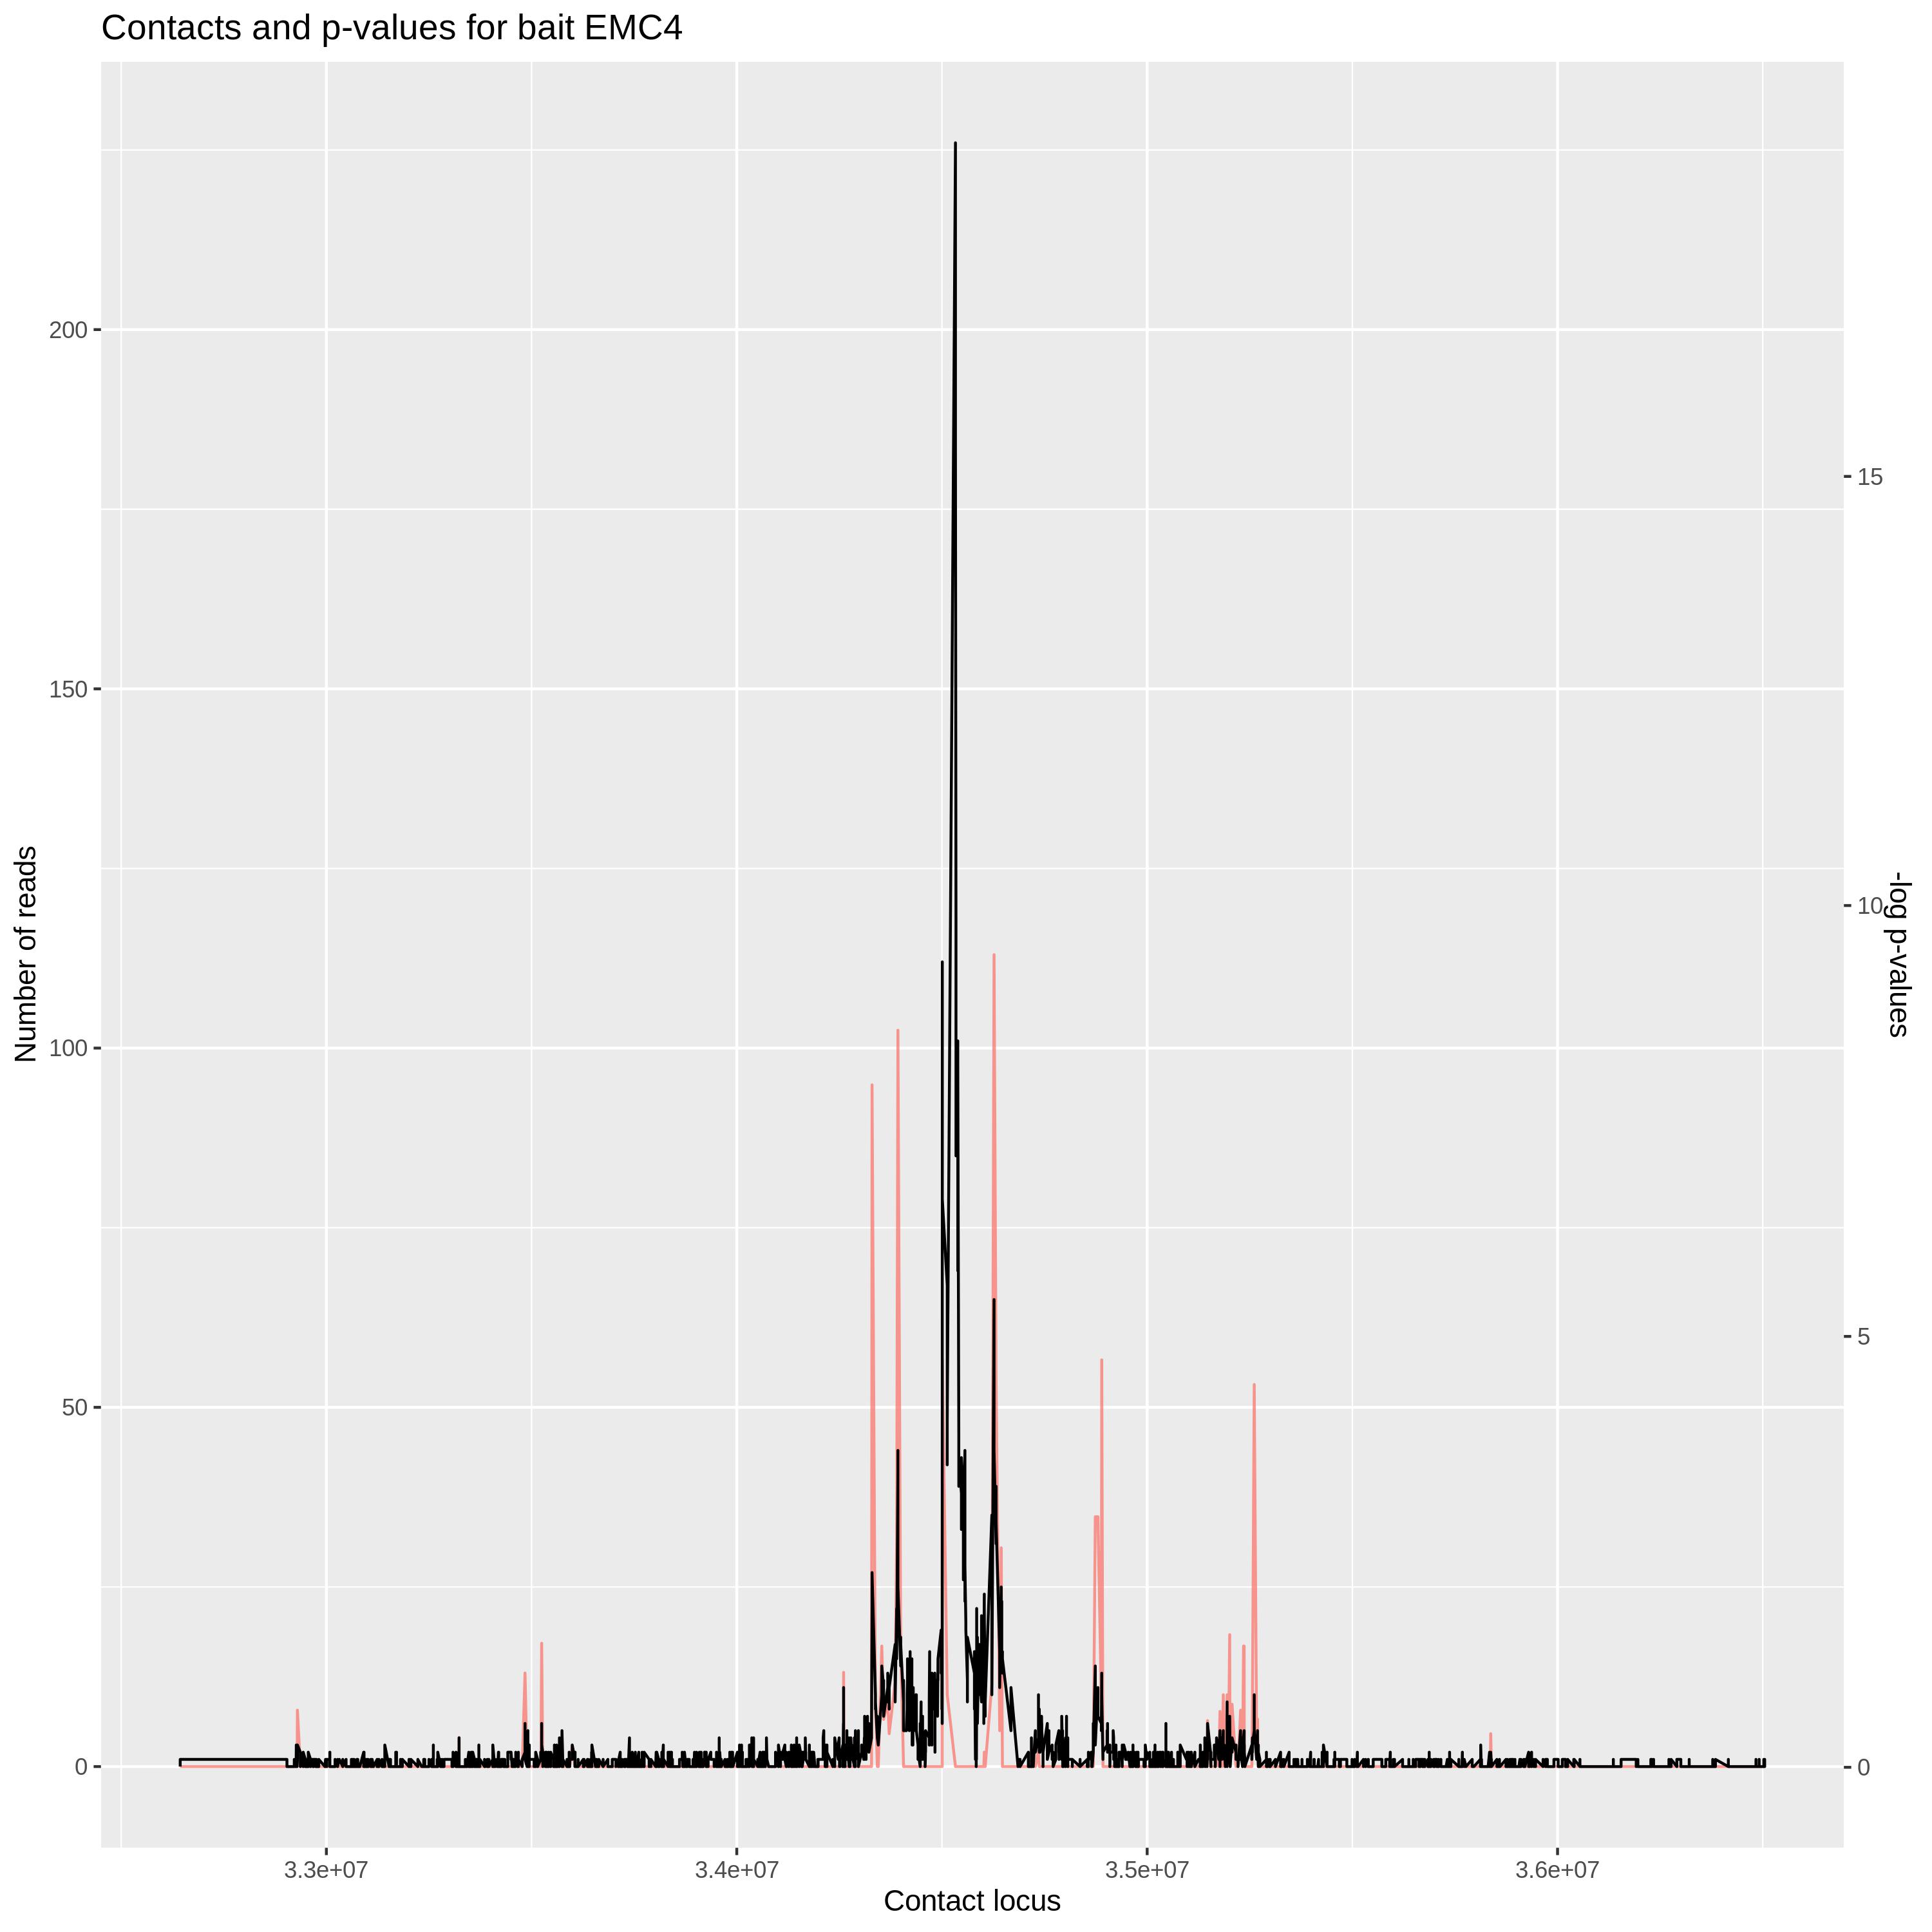 Contacts and p-values for bait EMC4
Number of reads
200
150
100
50
0
15
10
5
0
-log p-values
3.3e+07
3.4e+07
3.5e+07
3.6e+07
Contact locus